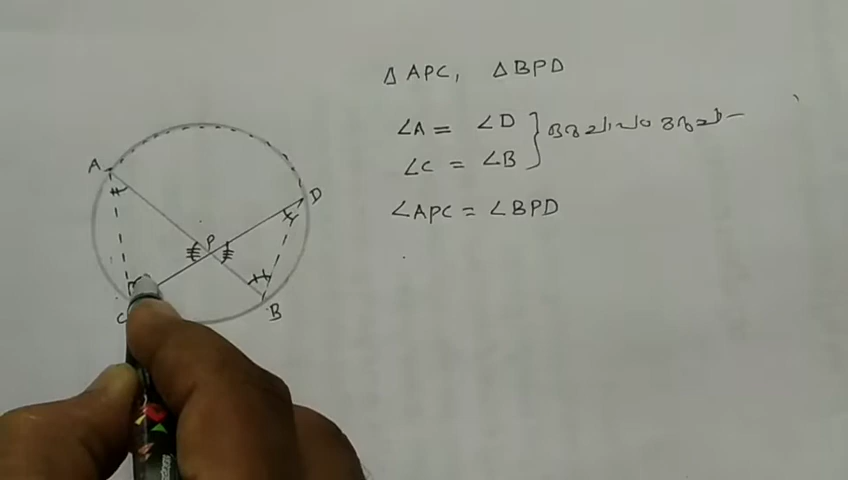 △ APC, △ BPD
∠A = ∠D
∠C = ∠B
∠APC = ∠BPD
A
D
P
C
B